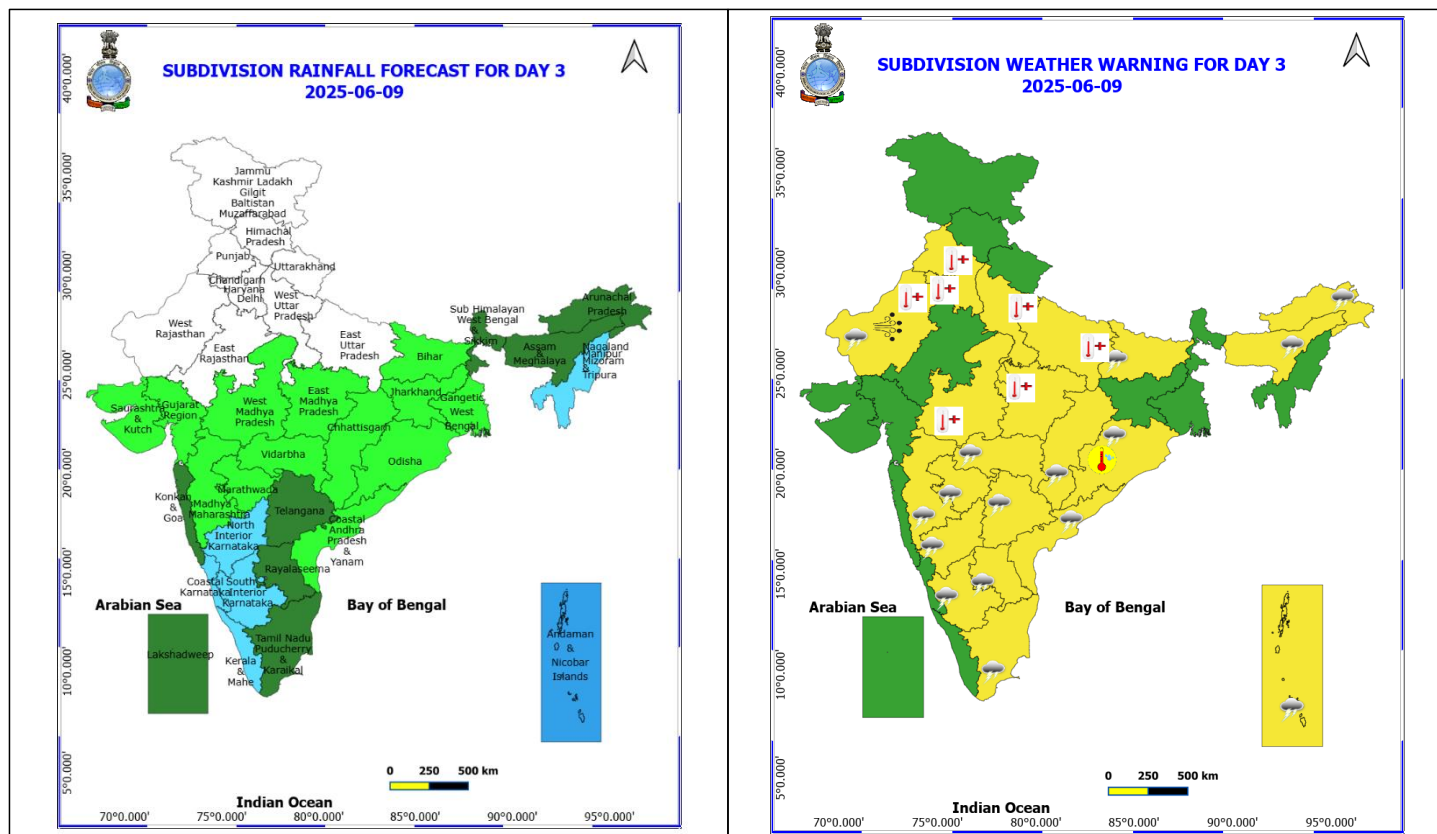 SUBDIVISION RAINFALL FORECAST FOR DAY 3
2025-06-09
40°0.000'
35°0.000'
30°0.000'
25°0.000'
20°0.000'
15°0.000'
10°0.000'
5°0.000'
Jammu
Kashmir Ladakh
Gilgit
Baltistan
Muzaffarabad
Himachal
Pradesh
Punjab
Uttarakhand
Chandigarh
Haryana
Delhi
West
Uttar
Pradesh
West
Rajasthan
East
Rajasthan
East
Uttar
Pradesh
Sub Himalayan
West Bengal
&
Sikkim
Arunachal
Pradesh
Assam
&
Meghalaya
Nagaland
Manipur
Mizoram
&
Tripura
Bihar
Jharkhand
Gangetic
West
Bengal
Saurashtra
&
Kutch
Gujarat
Region
West
Madhya
Pradesh
East
Madhya
Pradesh
Chhattisgarh
Odisha
Vidarbha
Konkan
&
Goa
Madhya
Maharashtra
Marathwada
Telangana
North
Interior
Karnataka
Coastal
Andhra
Pradesh
&
Yanam
Rayalaseema
Coastal
Karnataka
South
Interior
Karnataka
Arabian Sea
Bay of Bengal
Lakshadweep
Kerala
&
Mahe
Tamil Nadu
Puducherry
&
Karaikal
Andaman
&
Nicobar
Islands
0 250 500 km
Indian Ocean
70°0.000' 75°0.000' 80°0.000' 85°0.000' 90°0.000' 95°0.000'
SUBDIVISION WEATHER WARNING FOR DAY 3
2025-06-09
40°0.000'
35°0.000'
30°0.000'
25°0.000'
20°0.000'
15°0.000'
10°0.000'
5°0.000'
Arabian Sea
Bay of Bengal
0 250 500 km
Indian Ocean
70°0.000' 75°0.000' 80°0.000' 85°0.000' 90°0.000' 95°0.000'